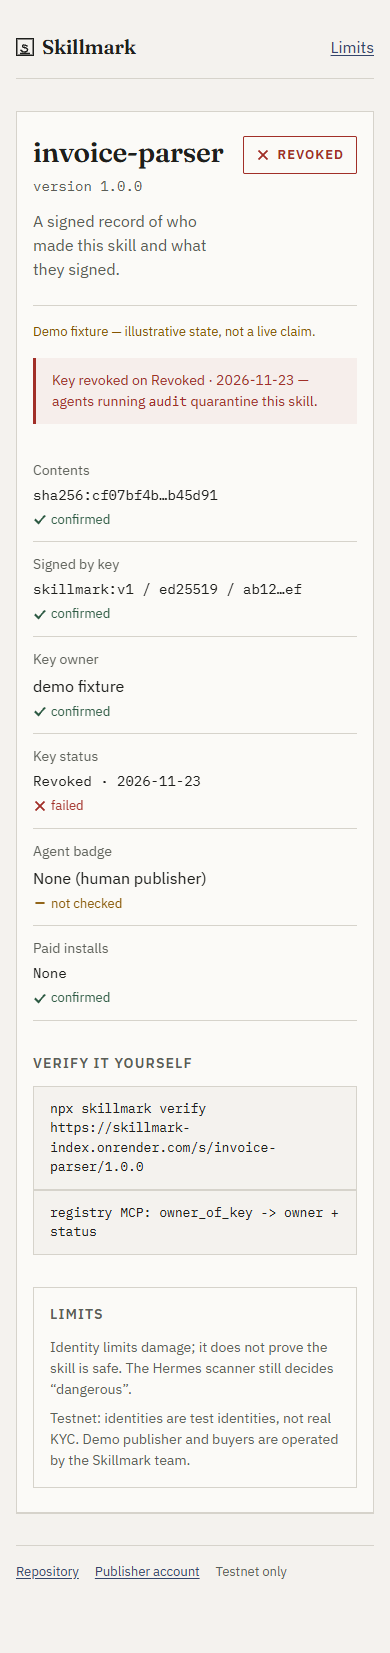 Skillmark
Limits
invoice-parser
REVOKED
version 1.0.0
A signed record of who
made this skill and what
they signed.
Demo fixture — illustrative state, not a live claim.
Key revoked on Revoked · 2026-11-23 —
agents running audit quarantine this skill.
Contents
sha256:cf07bf4b…b45d91
confirmed
Signed by key
skillmark:v1 / ed25519 / ab12…ef
confirmed
Key owner
demo fixture
confirmed
Key status
Revoked · 2026-11-23
failed
Agent badge
None (human publisher)
not checked
Paid installs
None
confirmed
VERIFY IT YOURSELF
npx skillmark verify
https://skillmark-
index.onrender.com/s/invoice-
parser/1.0.0
registry MCP: owner_of_key -> owner +
status
LIMITS
Identity limits damage; it does not prove the
skill is safe. The Hermes scanner still decides
“dangerous”.
Testnet: identities are test identities, not real
KYC. Demo publisher and buyers are operated
by the Skillmark team.
Repository
Publisher account
Testnet only